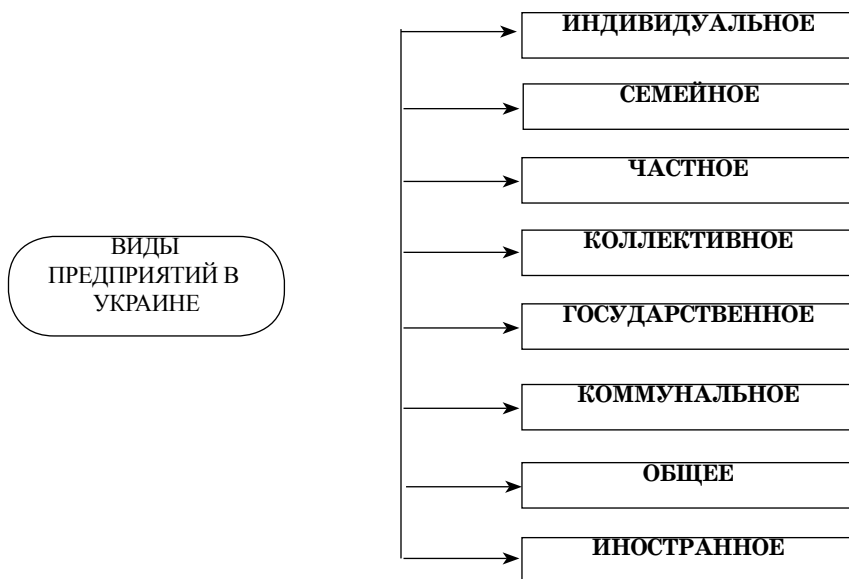 ИНДИВИДУАЛЬНОЕ
СЕМЕЙНОЕ
ЧАСТНОЕ
ВИДЫ
ПРЕДПРИЯТИЙ В
УКРАИНЕ
КОЛЛЕКТИВНОЕ
ГОСУДАРСТВЕННОЕ
КОММУНАЛЬНОЕ
ОБЩЕЕ
ИНОСТРАННОЕ